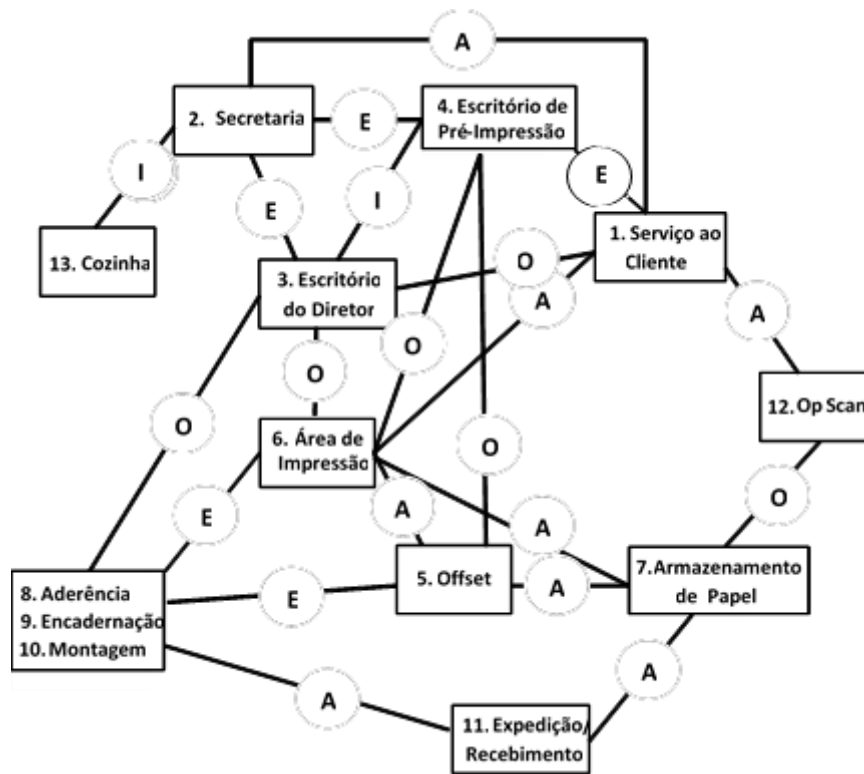 A
2. Secretaria
E
4. Escritório de
Pré-Impressão
I
E
I
E
13. Cozinha
1. Serviço ao
Cliente
3. Escritório
do Diretor
O
A
A
O
O
O
12. Op Scan
6. Área de
Impressão
O
O
E
A
A
8. Aderência
9. Encadernação
10. Montagem
E
5. Offset
A
7.Armazenamento
de Papel
A
A
11. Expedição/
Recebimento